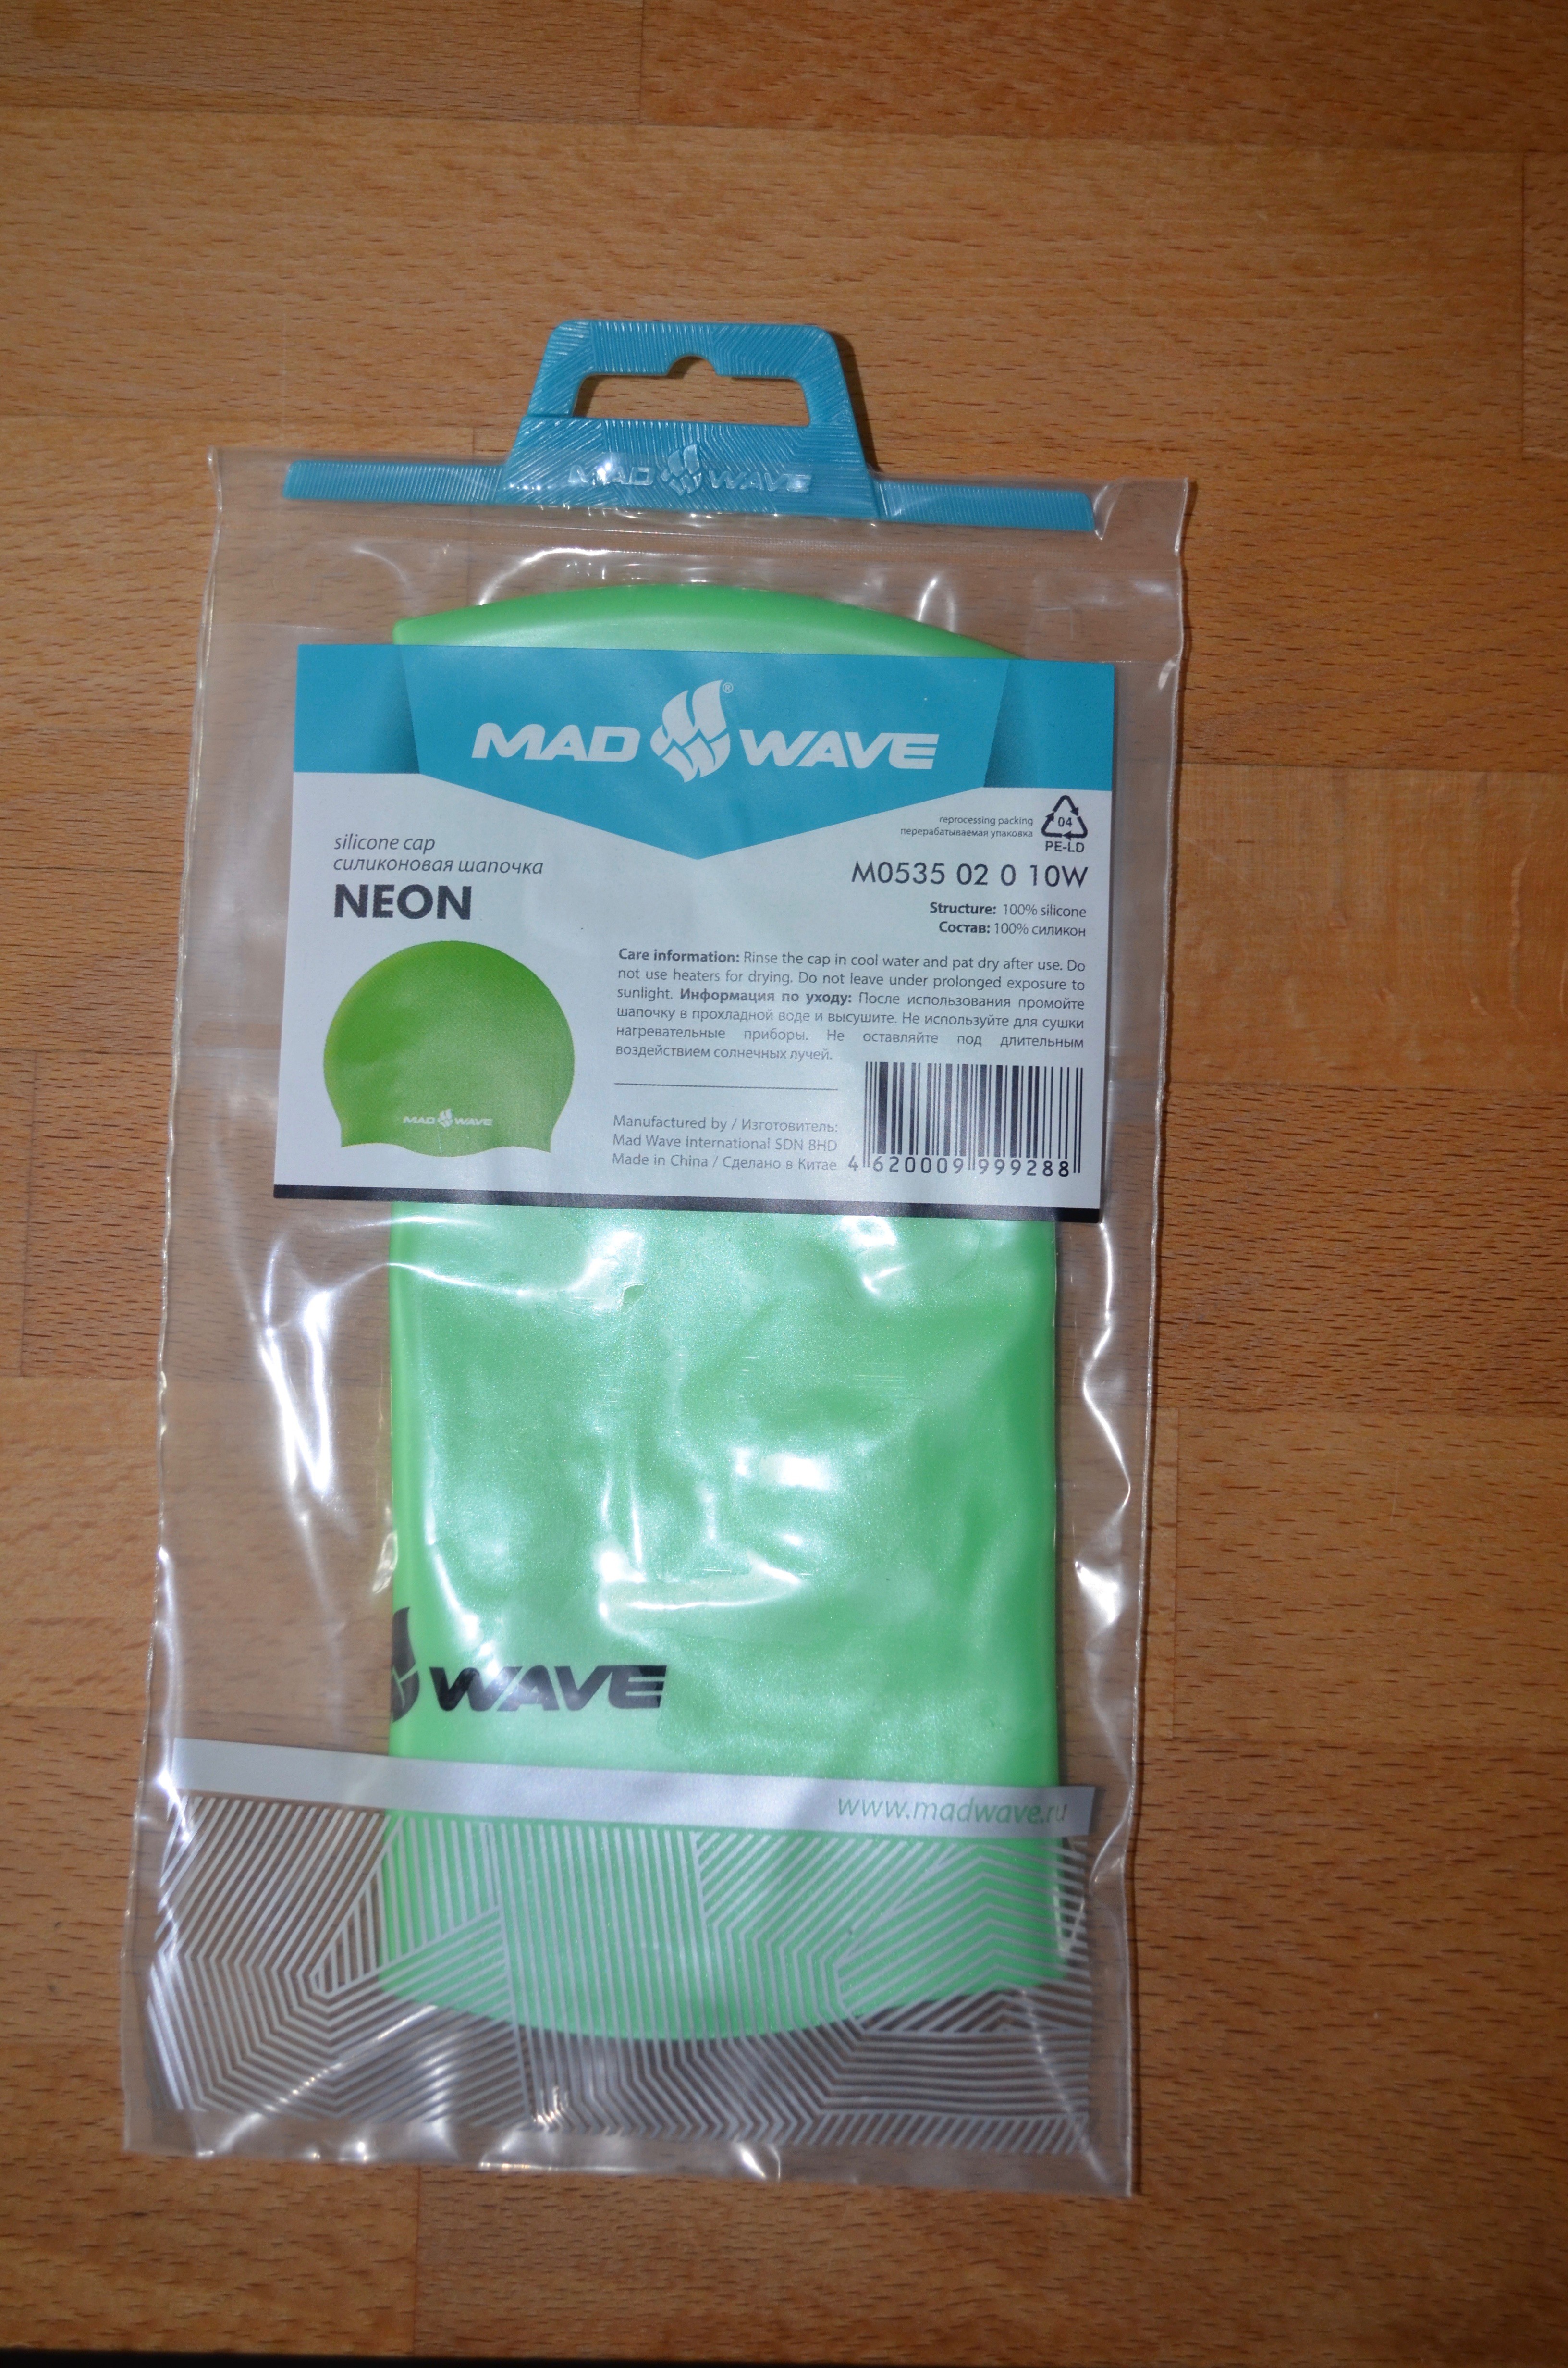 MAD WAVE
MAD WAVE ®
reprocessing packing
перерабатываемая упаковка
04
PE-LD
silicone cap
силиконовая шапочка
NEON
M0535 02 0 10W
Structure: 100% silicone
Состав: 100% силикон
Care information: Rinse the cap in cool water and pat dry after use. Do
not use heaters for drying. Do not leave under prolonged exposure to
sunlight. Информация по уходу: После использования промойте
шапочку в прохладной воде и высушите. Не используйте для сушки
нагревательные приборы. Не оставляйте под длительным
воздействием солнечных лучей.
MAD WAVE
Manufactured by / Изготовитель:
Mad Wave International SDN BHD
Made in China / Сделано в Китае
4 620009 999288
WAVE
www.madwave.ru